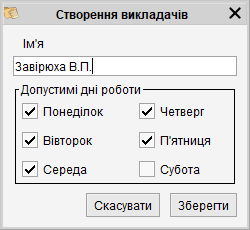 Створення викладачів
Ім'я
Завірюха В.П.
Допустимі дні роботи
Понеділок Четверг
Вівторок П'ятниця
Середа Субота
Скасувати Зберегти